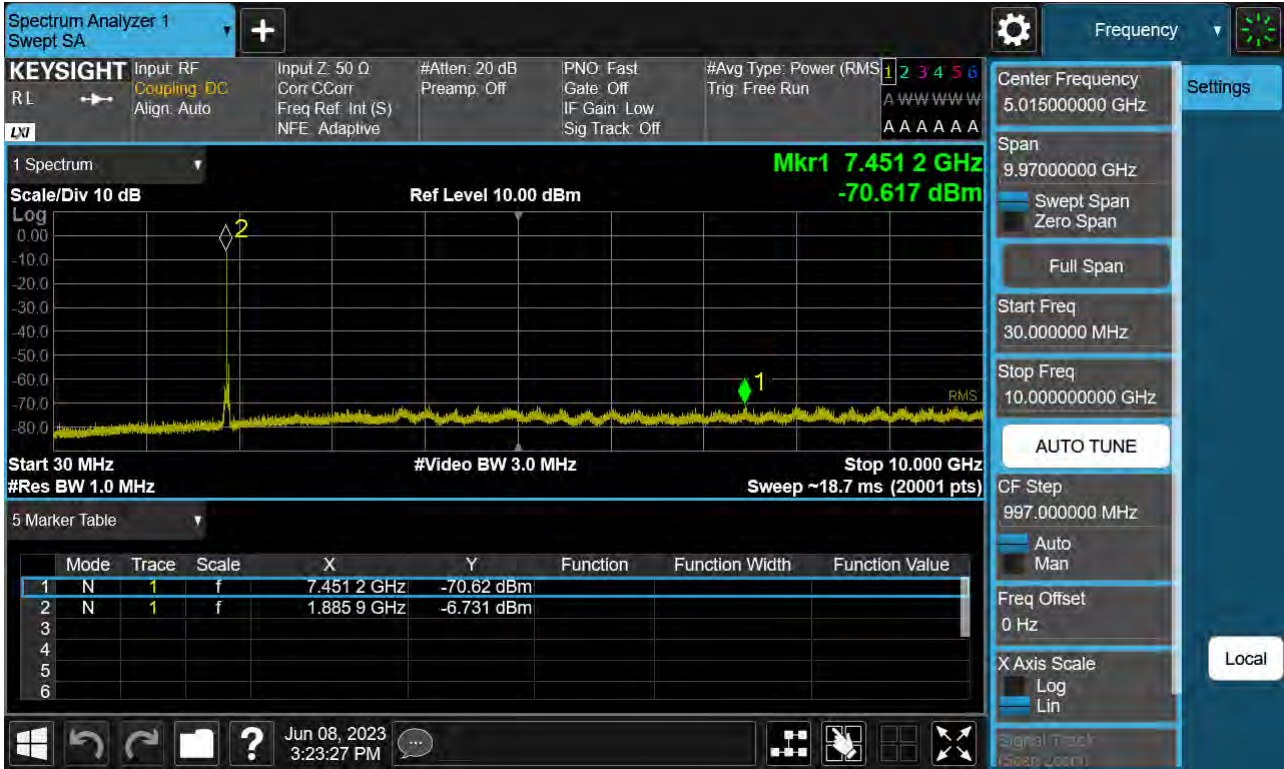 Spectrum Analyzer 1
Swept SA
+
Frequency
KEYSIGHT
RL
LXI
Input: RF
Coupling: DC
Align: Auto
Input Z: 50 Ω
Corr CCorr
Freq Ref: Int (S)
NFE: Adaptive
#Atten: 20 dB
Preamp: Off
PNO: Fast
Gate: Off
IF Gain: Low
Sig Track: Off
#Avg Type: Power (RMS
Trig: Free Run
1 2 3 4 5 6
A W W W W W
A A A A A A
1 Spectrum
Mkr1 7.451 2 GHz
Scale/Div 10 dB
Ref Level 10.00 dBm
-70.617 dBm
Log
0.00
-10.0
-20.0
-30.0
-40.0
-50.0
-60.0
-70.0
-80.0
2
1
RMS
Start 30 MHz
#Video BW 3.0 MHz
Stop 10.000 GHz
#Res BW 1.0 MHz
Sweep ~18.7 ms (20001 pts)
5 Marker Table
Mode Trace Scale X Y Function Function Width Function Value
1 N 1 f 7.451 2 GHz -70.62 dBm
2 N 1 f 1.885 9 GHz -6.731 dBm
3
4
5
6
Center Frequency
5.015000000 GHz
Settings
Span
9.97000000 GHz
Swept Span
Zero Span
Full Span
Start Freq
30.000000 MHz
Stop Freq
10.000000000 GHz
AUTO TUNE
CF Step
997.000000 MHz
Auto
Man
Freq Offset
0 Hz
X Axis Scale
Log
Lin
Local
Signal Track
(Span Zoom)
?
Jun 08, 2023
3:23:27 PM